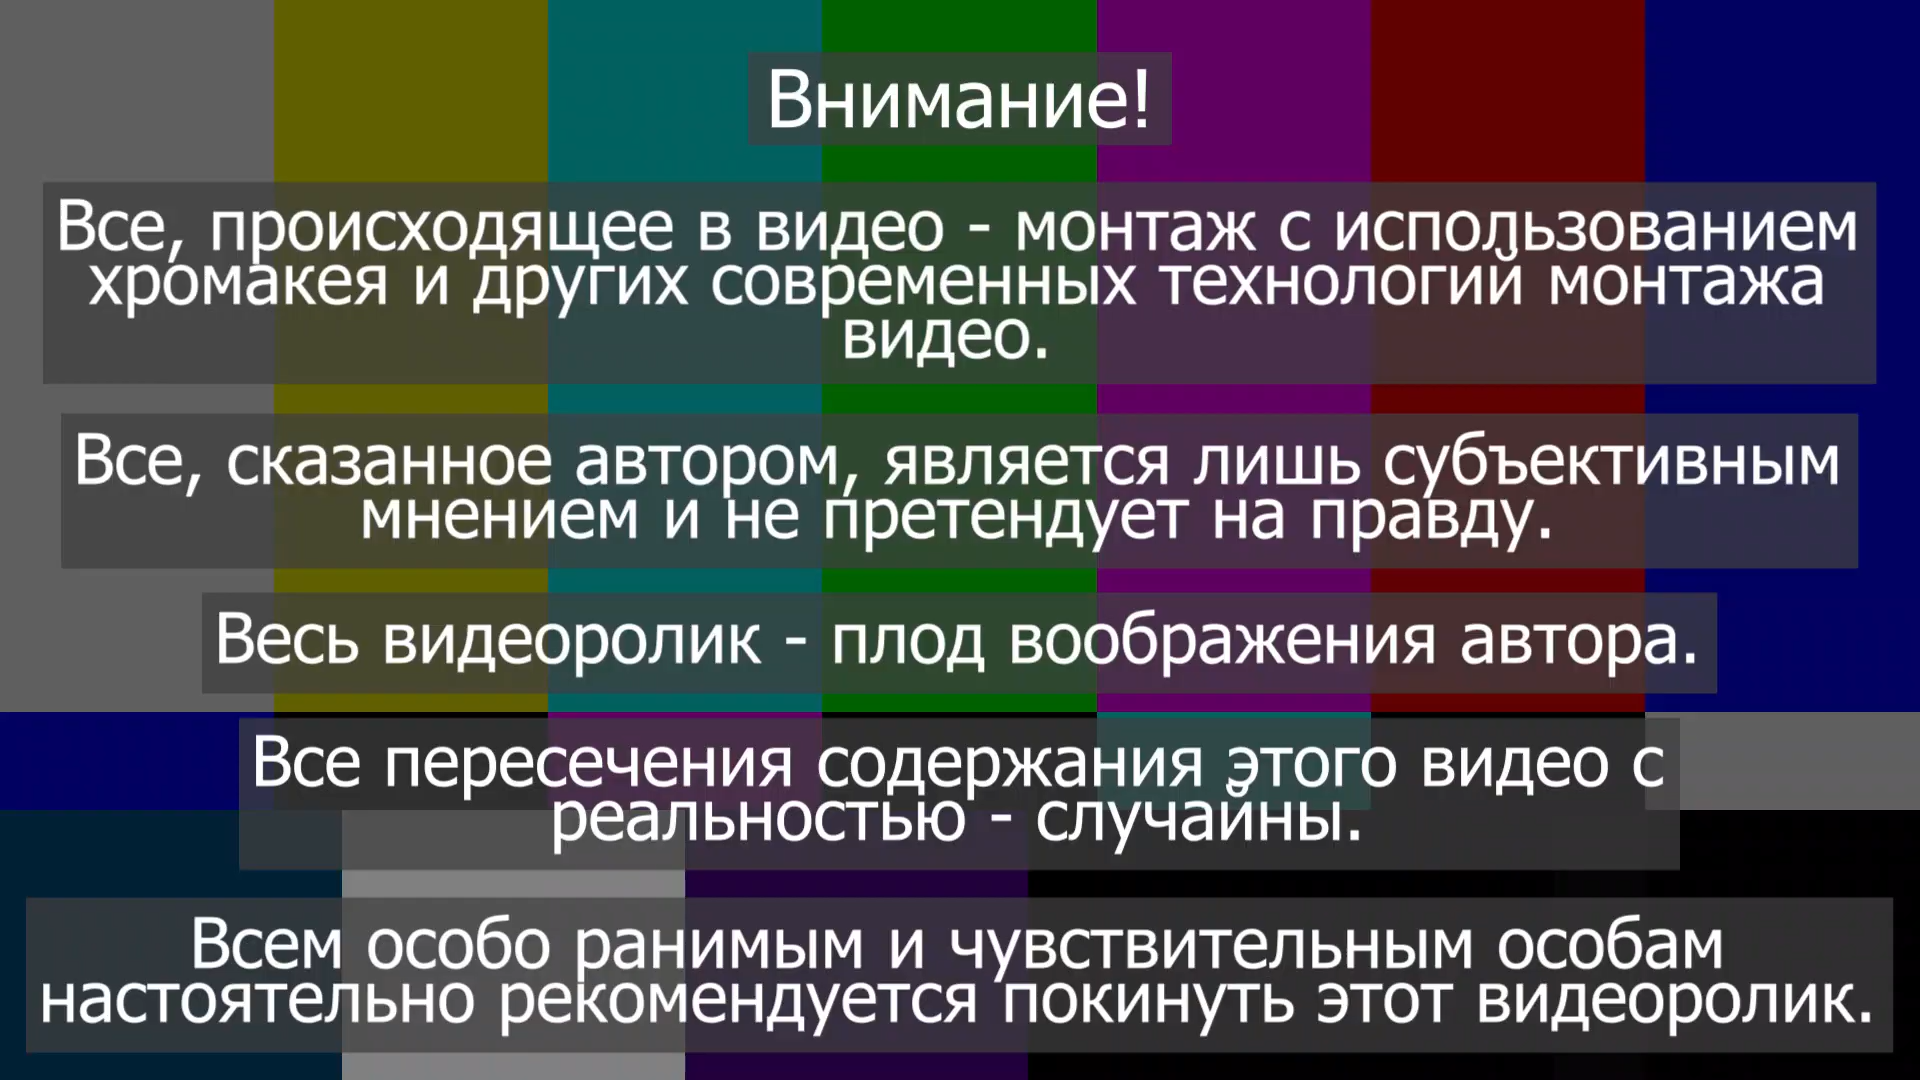 Внимание!
Все, происходящее в видео - монтаж с использованием
хромакея и других современных технологий монтажа
видео.
Все, сказанное автором, является лишь субъективным
мнением и не претендует на правду.
Весь видеоролик - плод воображения автора.
Все пересечения содержания этого видео с
реальностью - случайны.
Всем особо ранимым и чувствительным особам
настоятельно рекомендуется покинуть этот видеоролик.